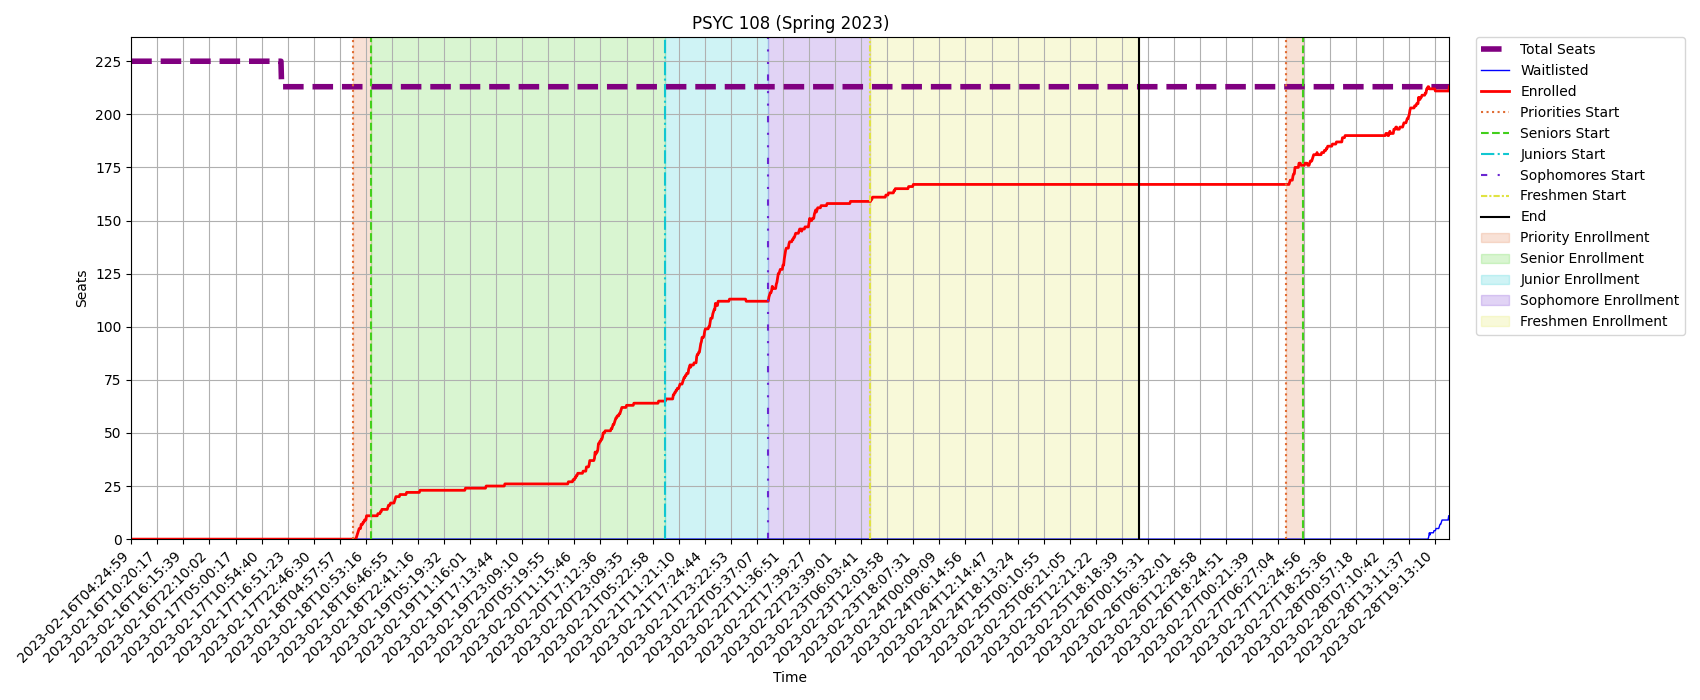 PSYC 108 (Spring 2023)
Seats
225
200
175
150
125
100
75
50
25
0
2023-02-16T04:24:59
2023-02-16T10:20:17
2023-02-16T16:15:39
2023-02-16T22:10:02
2023-02-17T05:00:17
2023-02-17T10:54:40
2023-02-17T16:51:23
2023-02-17T22:46:30
2023-02-18T04:57:57
2023-02-18T10:53:16
2023-02-18T16:46:55
2023-02-18T22:41:16
2023-02-19T05:19:32
2023-02-19T11:16:01
2023-02-19T17:13:44
2023-02-19T23:09:10
2023-02-20T05:19:55
2023-02-20T11:15:46
2023-02-20T17:12:36
2023-02-20T23:09:35
2023-02-21T05:22:58
2023-02-21T11:21:10
2023-02-21T17:24:44
2023-02-21T23:22:53
2023-02-22T05:37:07
2023-02-22T11:36:51
2023-02-22T17:39:27
2023-02-22T23:39:01
2023-02-23T06:03:41
2023-02-23T12:03:58
2023-02-23T18:07:31
2023-02-24T00:09:09
2023-02-24T06:14:56
2023-02-24T12:14:47
2023-02-24T18:13:24
2023-02-25T00:10:55
2023-02-25T06:21:05
2023-02-25T12:21:22
2023-02-25T18:18:39
2023-02-26T00:15:31
2023-02-26T06:32:01
2023-02-26T12:28:58
2023-02-26T18:24:51
2023-02-27T00:21:39
2023-02-27T06:27:04
2023-02-27T12:24:56
2023-02-27T18:25:36
2023-02-28T00:57:18
2023-02-28T07:10:42
2023-02-28T13:11:37
2023-02-28T19:13:10
Time
Total Seats
Waitlisted
Enrolled
Priorities Start
Seniors Start
Juniors Start
Sophomores Start
Freshmen Start
End
Priority Enrollment
Senior Enrollment
Junior Enrollment
Sophomore Enrollment
Freshmen Enrollment